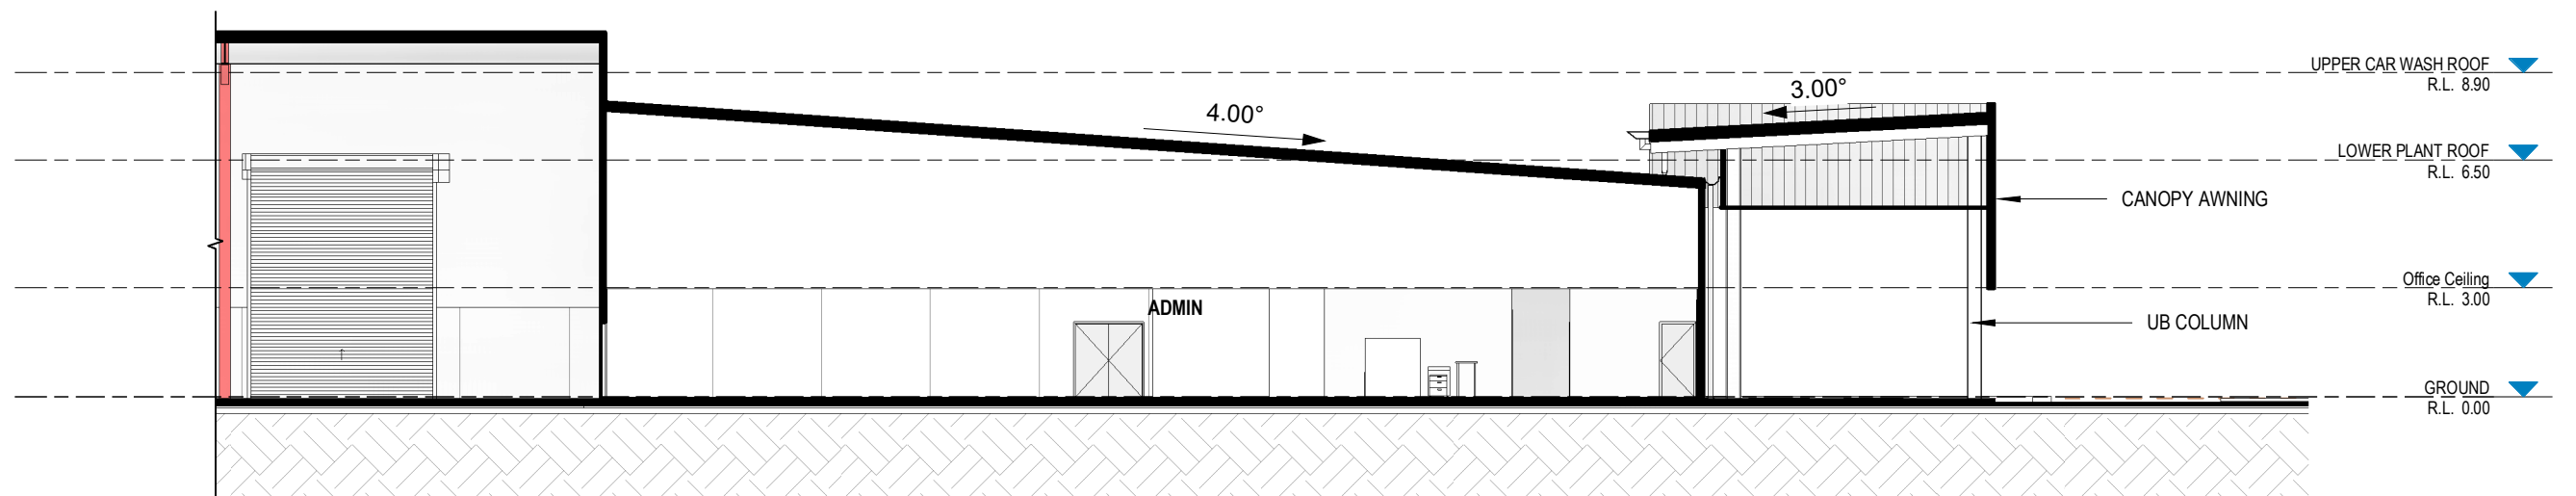 UPPER CAR WASH ROOF
R.L. 8.90
3.00°
4.00°
LOWER PLANT ROOF
R.L. 6.50
CANOPY AWNING
Office Ceiling
R.L. 3.00
ADMIN
UB COLUMN
GROUND
R.L. 0.00